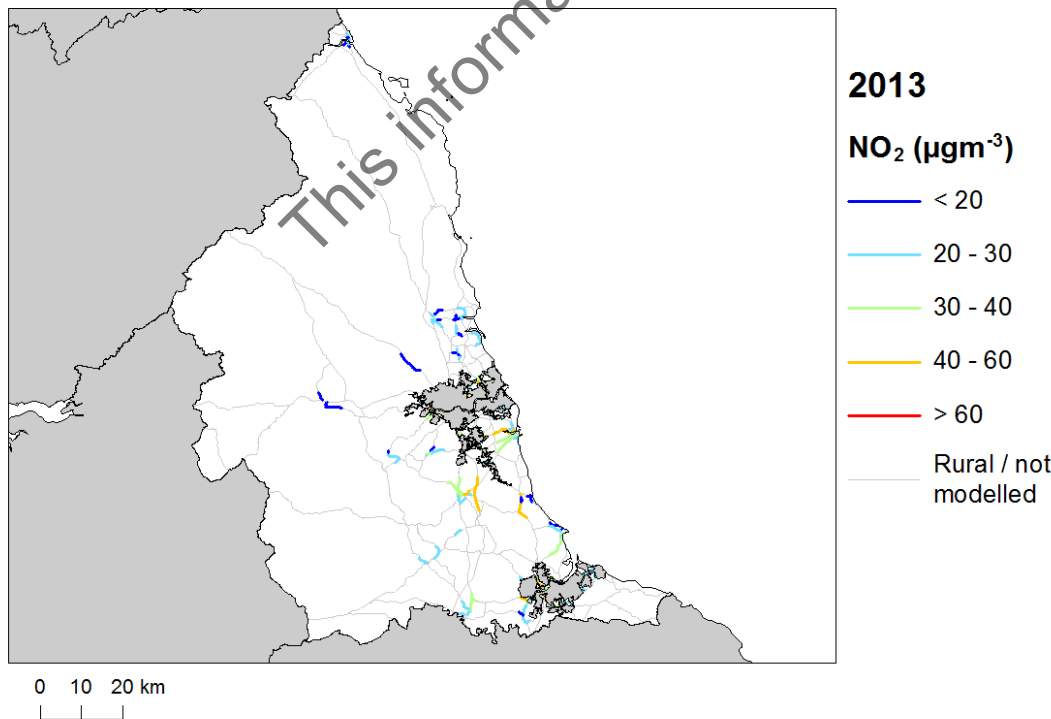 This informa
2013
NO₂ (µgm⁻³)
< 20
20 - 30
30 - 40
40 - 60
> 60
Rural / not
modelled
0 10 20 km